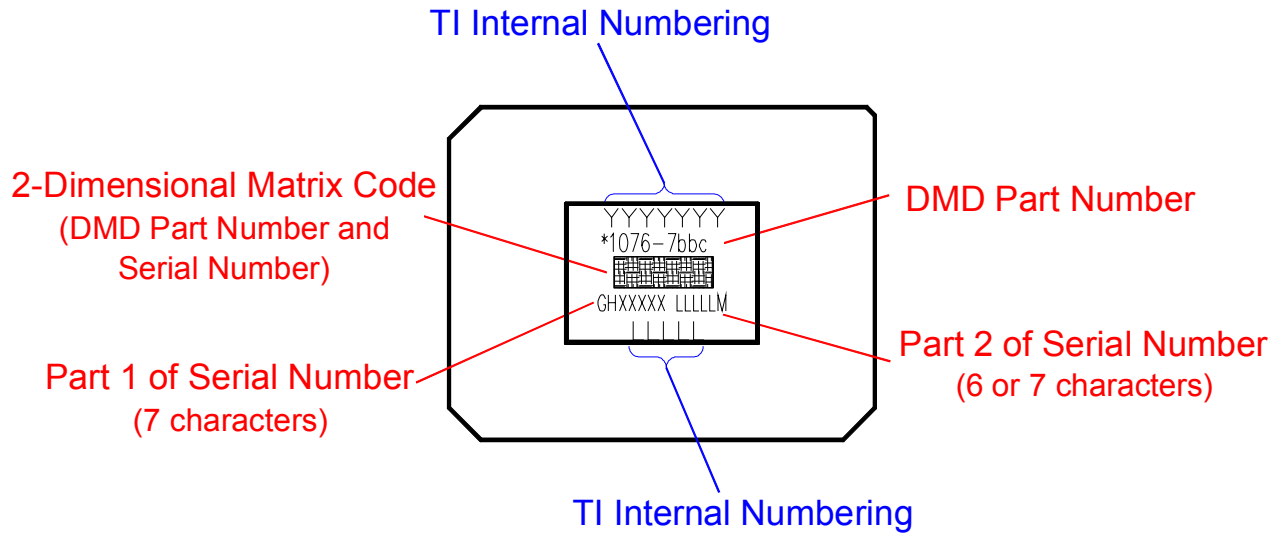 TI Internal Numbering
2-Dimensional Matrix Code
(DMD Part Number and
Serial Number)
DMD Part Number
YYYYYYY
*1076-7bbc
GHXXXXX LLLLLM
LLLLL
Part 1 of Serial Number
(7 characters)
Part 2 of Serial Number
(6 or 7 characters)
TI Internal Numbering